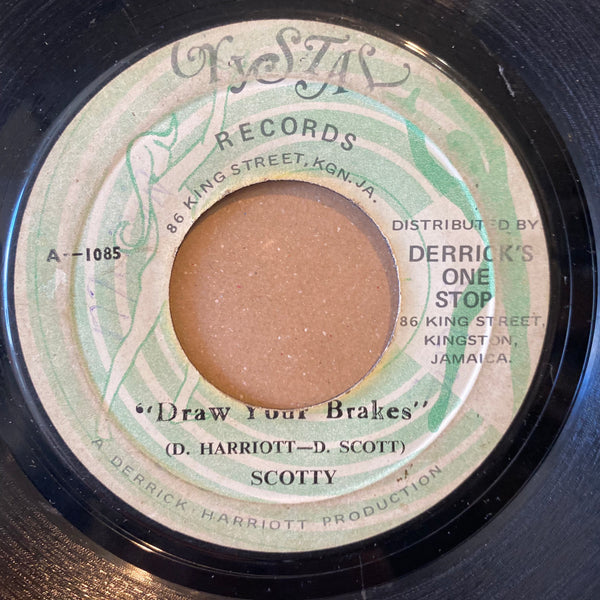 CRYSTAL
RECORDS
86 KING STREET, KGN. JA.
A--1085
DISTRIBUTED BY
DERRICK'S
ONE
STOP
86 KING STREET,
KINGSTON,
JAMAICA.
"Draw Your Brakes"
(D. HARRIOTT—D. SCOTT)
SCOTTY
A DERRICK HARRIOTT PRODUCTION